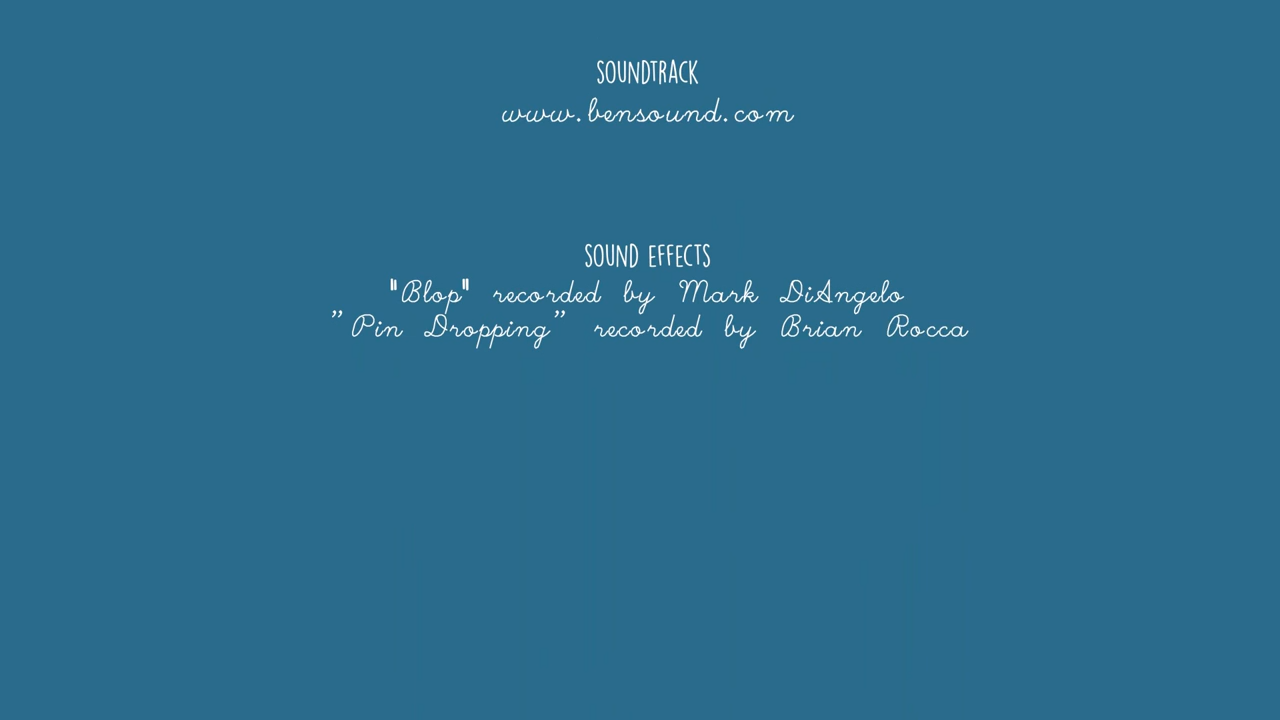 SOUNDTRACK
www.bensound.com
SOUND EFFECTS
"Blop" recorded by Mark DiAngelo
”Pin Dropping” recorded by Brian Rocca